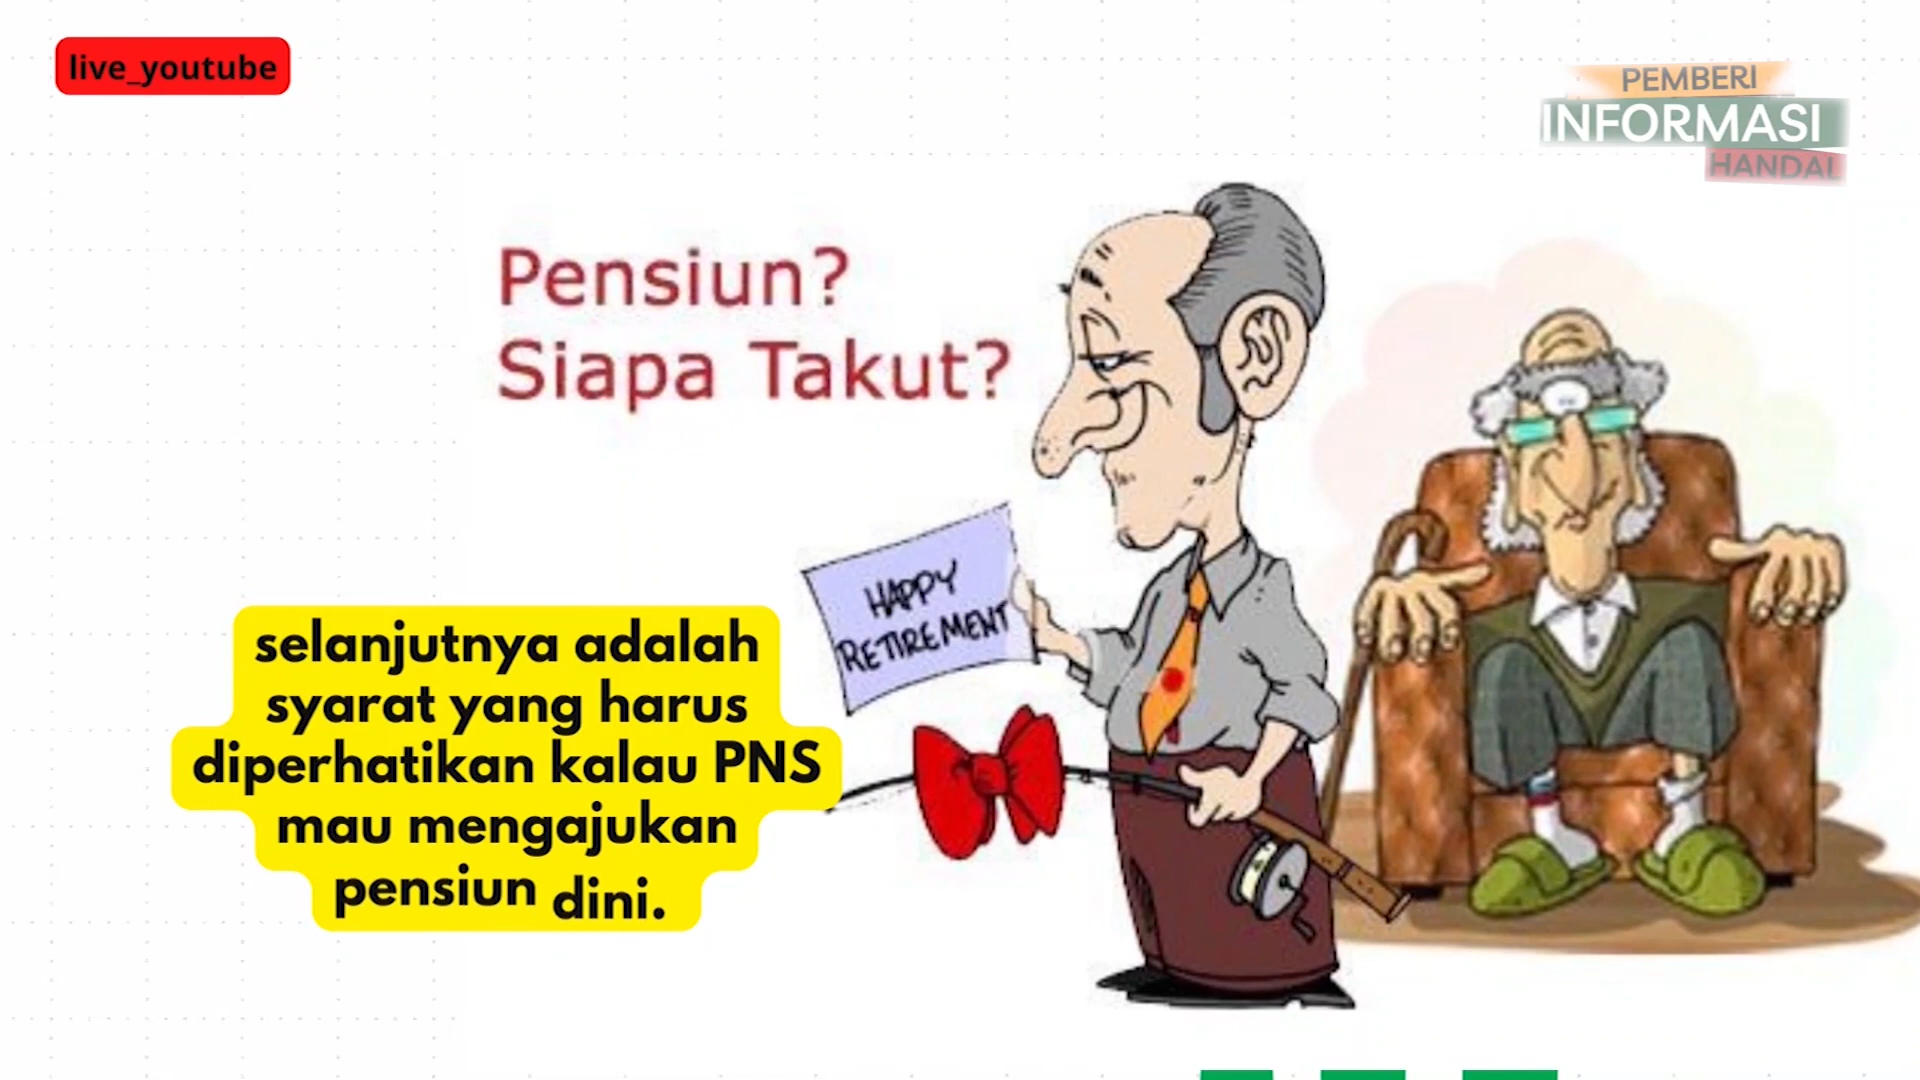 live_youtube
PEMBERI
INFORMASI
HANDAL
Pensiun?
Siapa Takut?
HAPPY
RETIREMENT
selanjutnya adalah
syarat yang harus
diperhatikan kalau PNS
mau mengajukan
pensiun dini.